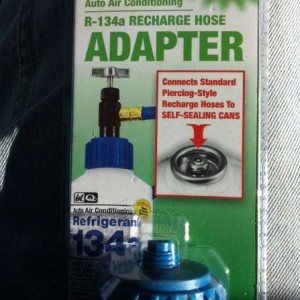 Auto Air Conditioning
R-134a RECHARGE HOSE
ADAPTER
Connects Standard
Piercing-Style
Recharge Hoses To
SELF-SEALING CANS
Auto Air Conditioning
Refrigerant
134a